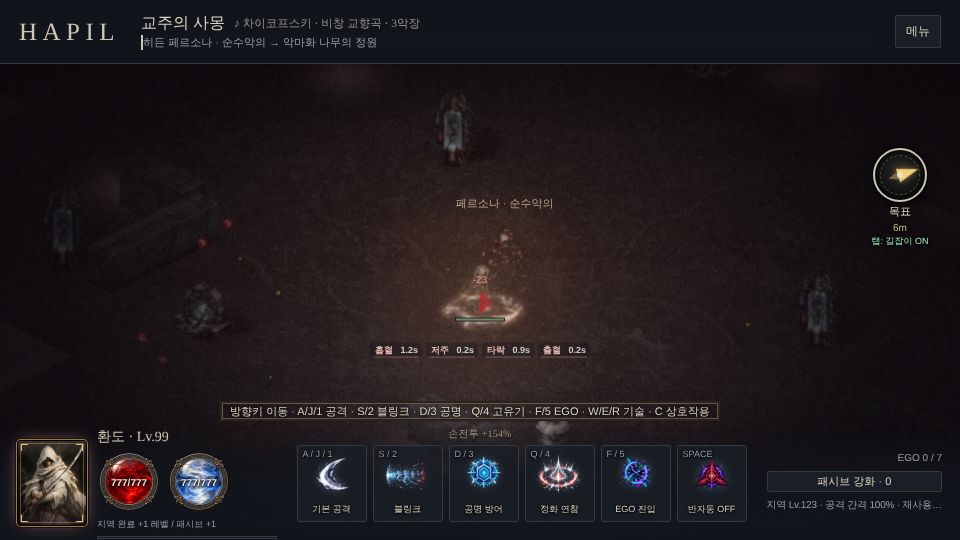 HAPIL
교주의 사몽 ♪ 차이코프스키 · 비창 교향곡 · 3악장
히든 페르소나 · 순수악의 → 악마화 나무의 정원
메뉴
페르소나 · 순수악의
목표
6m
탭: 길잡이 ON
-23
흡혈 1.2s 저주 0.2s 타락 0.9s 출혈 0.2s
방향키 이동 · A/J/1 공격 · S/2 블링크 · D/3 공명 · Q/4 고유기 · F/5 EGO · W/E/R 기술 · C 상호작용
손전투 +154%
환도 · Lv.99
777/777 777/777
지역 완료 +1 레벨 / 패시브 +1
A / J / 1 S / 2 D / 3 Q / 4 F / 5 SPACE
기본 공격 블링크 공명 방어 정화 연참 EGO 진입 반자동 OFF
EGO 0 / 7
패시브 강화 · 0
지역 Lv.123 · 공격 간격 100% · 재사용…